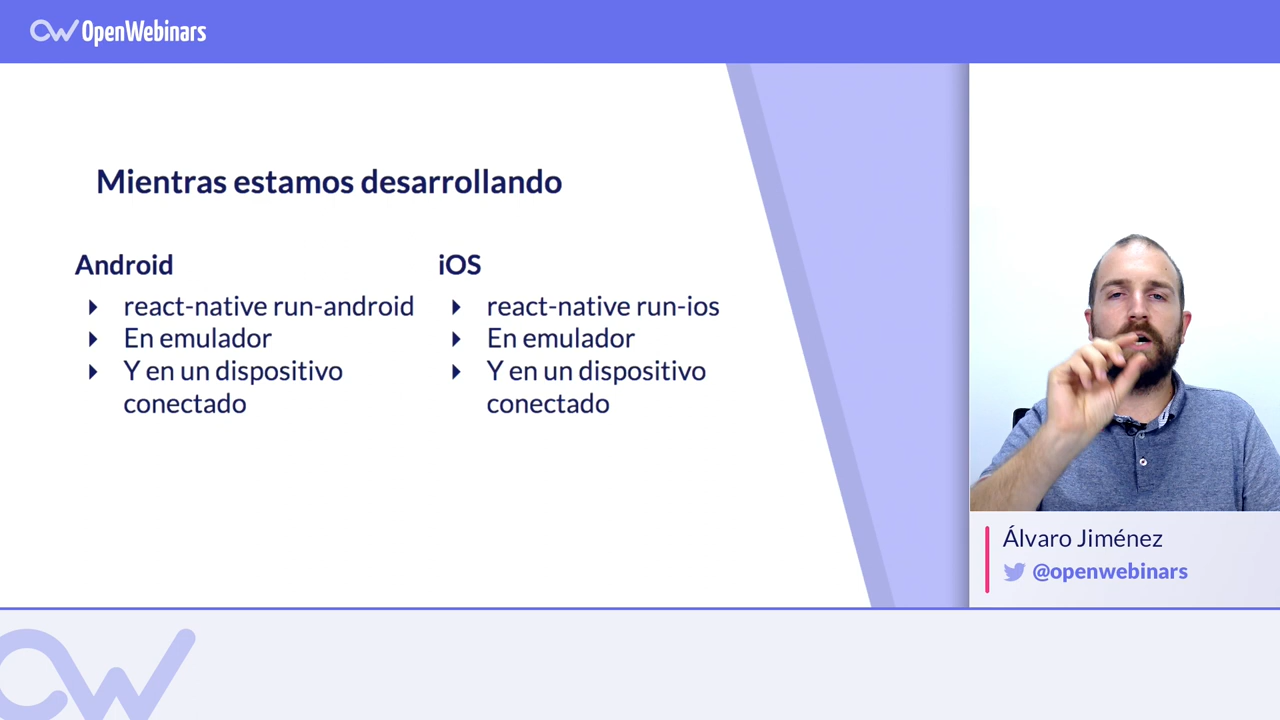 OpenWebinars
Mientras estamos desarrollando
Android
react-native run-android
En emulador
Y en un dispositivo
conectado
iOS
react-native run-ios
En emulador
Y en un dispositivo
conectado
Álvaro Jiménez
@openwebinars